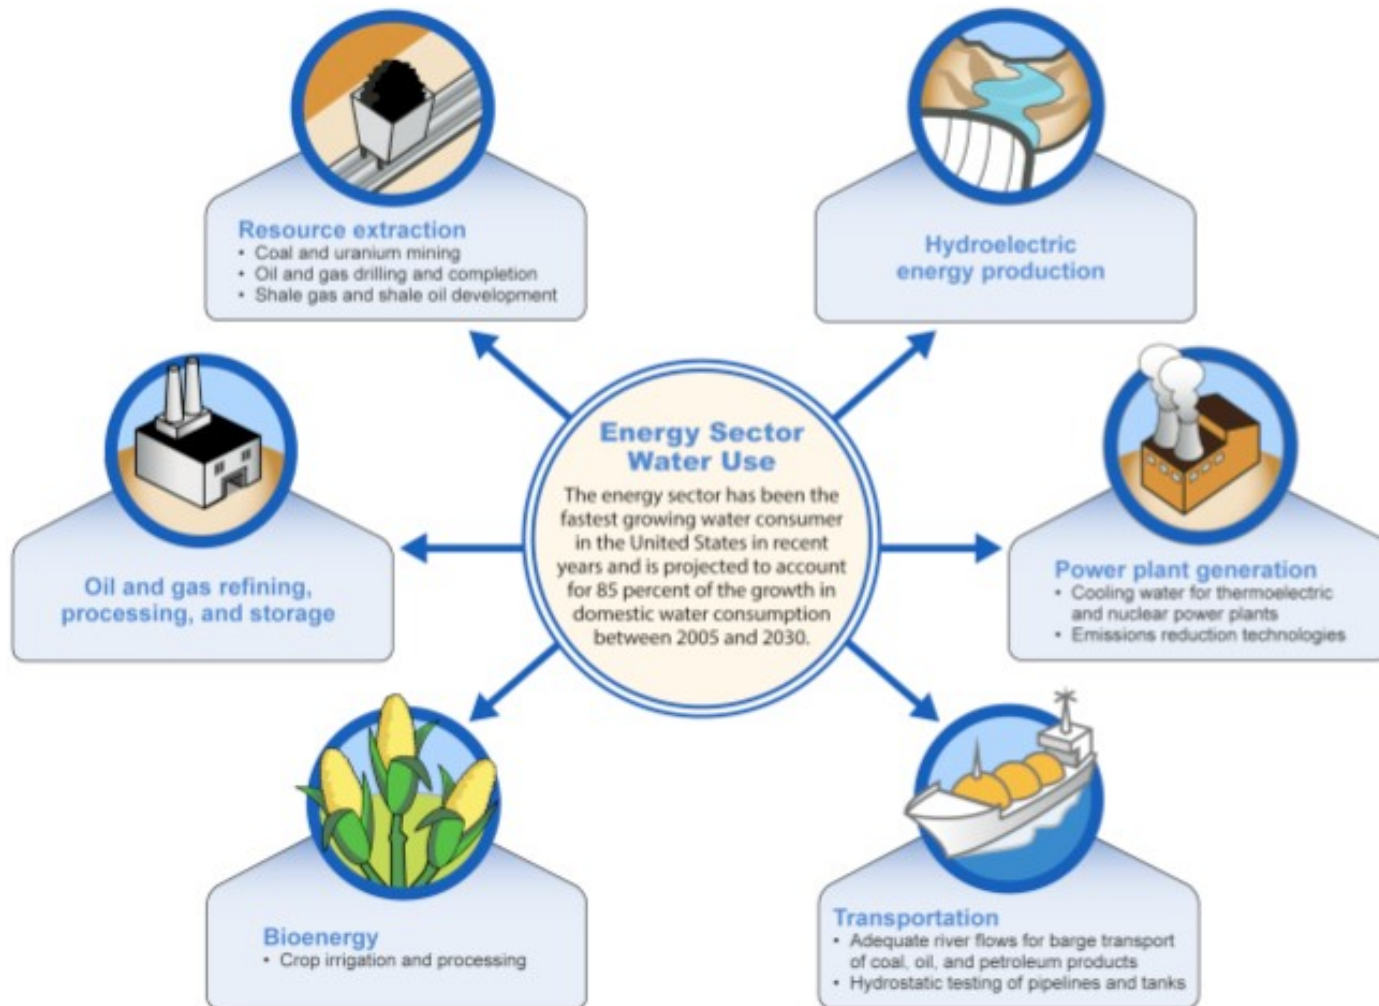 Resource extraction
• Coal and uranium mining
• Oil and gas drilling and completion
• Shale gas and shale oil development
Hydroelectric
energy production
Energy Sector
Water Use
The energy sector has been the
fastest growing water consumer
in the United States in recent
years and is projected to account
for 85 percent of the growth in
domestic water consumption
between 2005 and 2030.
Oil and gas refining,
processing, and storage
Power plant generation
• Cooling water for thermoelectric
and nuclear power plants
• Emissions reduction technologies
Bioenergy
• Crop irrigation and processing
Transportation
• Adequate river flows for barge transport
of coal, oil, and petroleum products
• Hydrostatic testing of pipelines and tanks